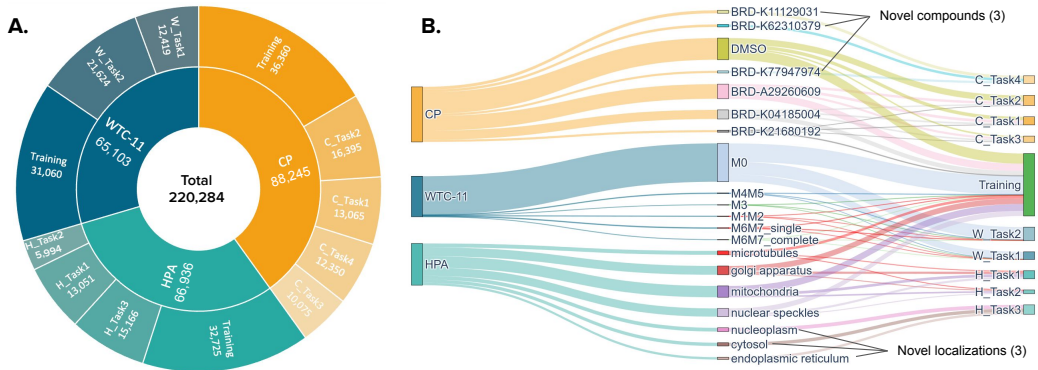 A.
Training
36,360
C_Task2
16,395
C_Task1
13,065
C_Task4
12,350
C_Task3
10,075
Training
32,725
H_Task3
15,166
H_Task1
13,051
H_Task2
5,994
Training
31,060
W_Task2
21,624
W_Task1
12,419
CP
88,245
HPA
66,936
WTC-11
65,103
Total
220,284
B.
CP
WTC-11
HPA
BRD-K11129031
BRD-K62310379
DMSO
BRD-K77947974
BRD-A29260609
BRD-K04185004
BRD-K21680192
M0
M4M5
M3
M1M2
M6M7_single
M6M7_complete
microtubules
golgi apparatus
mitochondria
nuclear speckles
nucleoplasm
cytosol
endoplasmic reticulum
Novel compounds (3)
C_Task4
C_Task2
C_Task1
C_Task3
Training
W_Task2
W_Task1
H_Task1
H_Task2
H_Task3
Novel localizations (3)